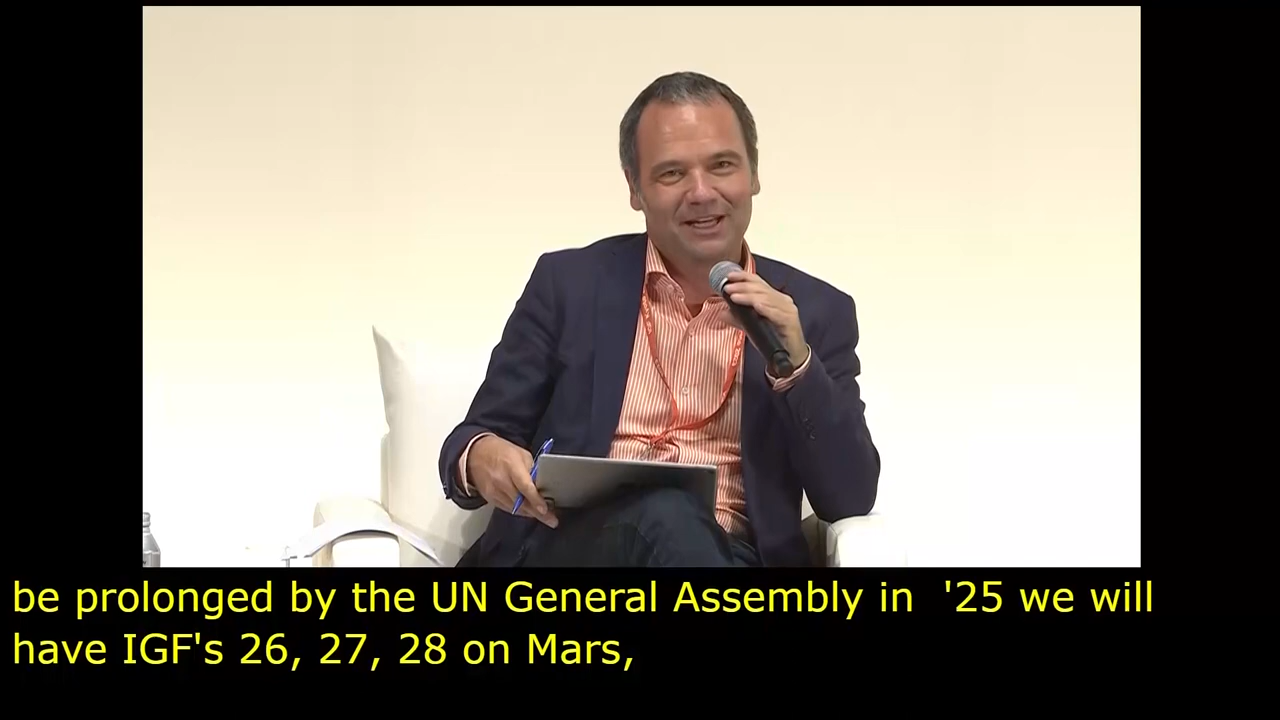 be prolonged by the UN General Assembly in  '25 we will
have IGF's 26, 27, 28 on Mars,